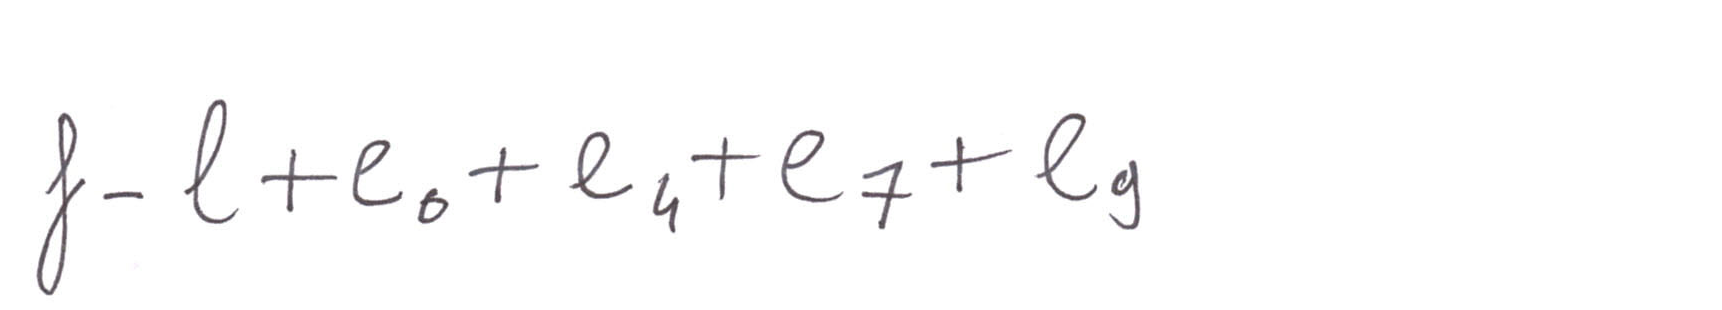 f - l + e₀ + e₄ + e₇ + e₉